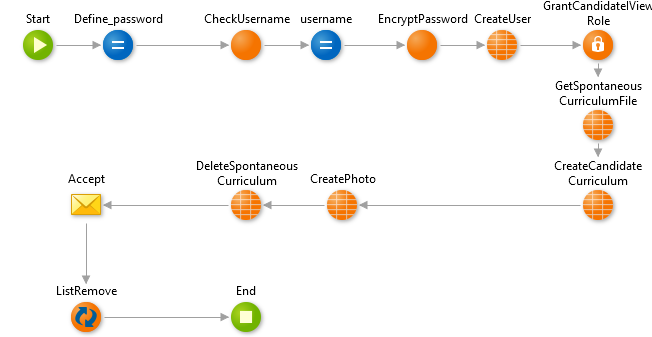 Start
Define_password
CheckUsername
username
EncryptPassword
CreateUser
GrantCandidateView
Role
GetSpontaneous
CurriculumFile
CreateCandidate
Curriculum
CreatePhoto
DeleteSpontaneous
Curriculum
Accept
ListRemove
End